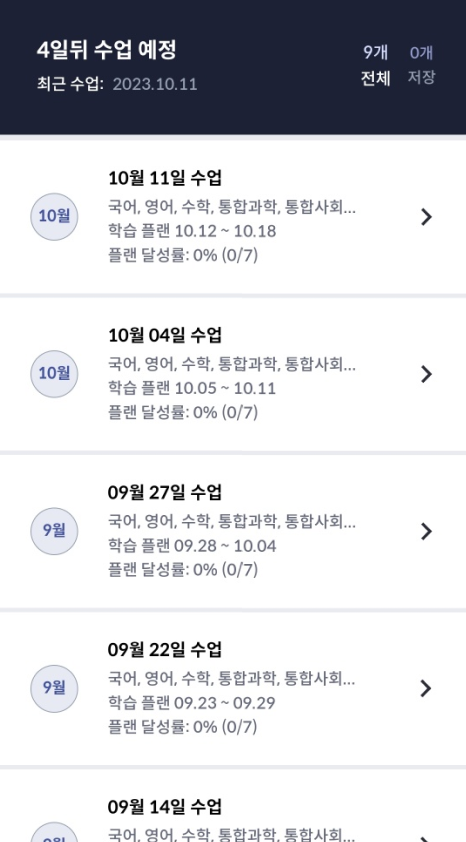 4일뒤 수업 예정
9개 0개
최근 수업: 2023.10.11
전체 저장
10월 11일 수업
10월
국어, 영어, 수학, 통합과학, 통합사회...
학습 플랜 10.12 ~ 10.18
플랜 달성률: 0% (0/7)
10월 04일 수업
10월
국어, 영어, 수학, 통합과학, 통합사회...
학습 플랜 10.05 ~ 10.11
플랜 달성률: 0% (0/7)
09월 27일 수업
9월
국어, 영어, 수학, 통합과학, 통합사회...
학습 플랜 09.28 ~ 10.04
플랜 달성률: 0% (0/7)
09월 22일 수업
9월
국어, 영어, 수학, 통합과학, 통합사회...
학습 플랜 09.23 ~ 09.29
플랜 달성률: 0% (0/7)
09월 14일 수업
9월
국어, 영어, 수학, 통합과학, 통합사회...